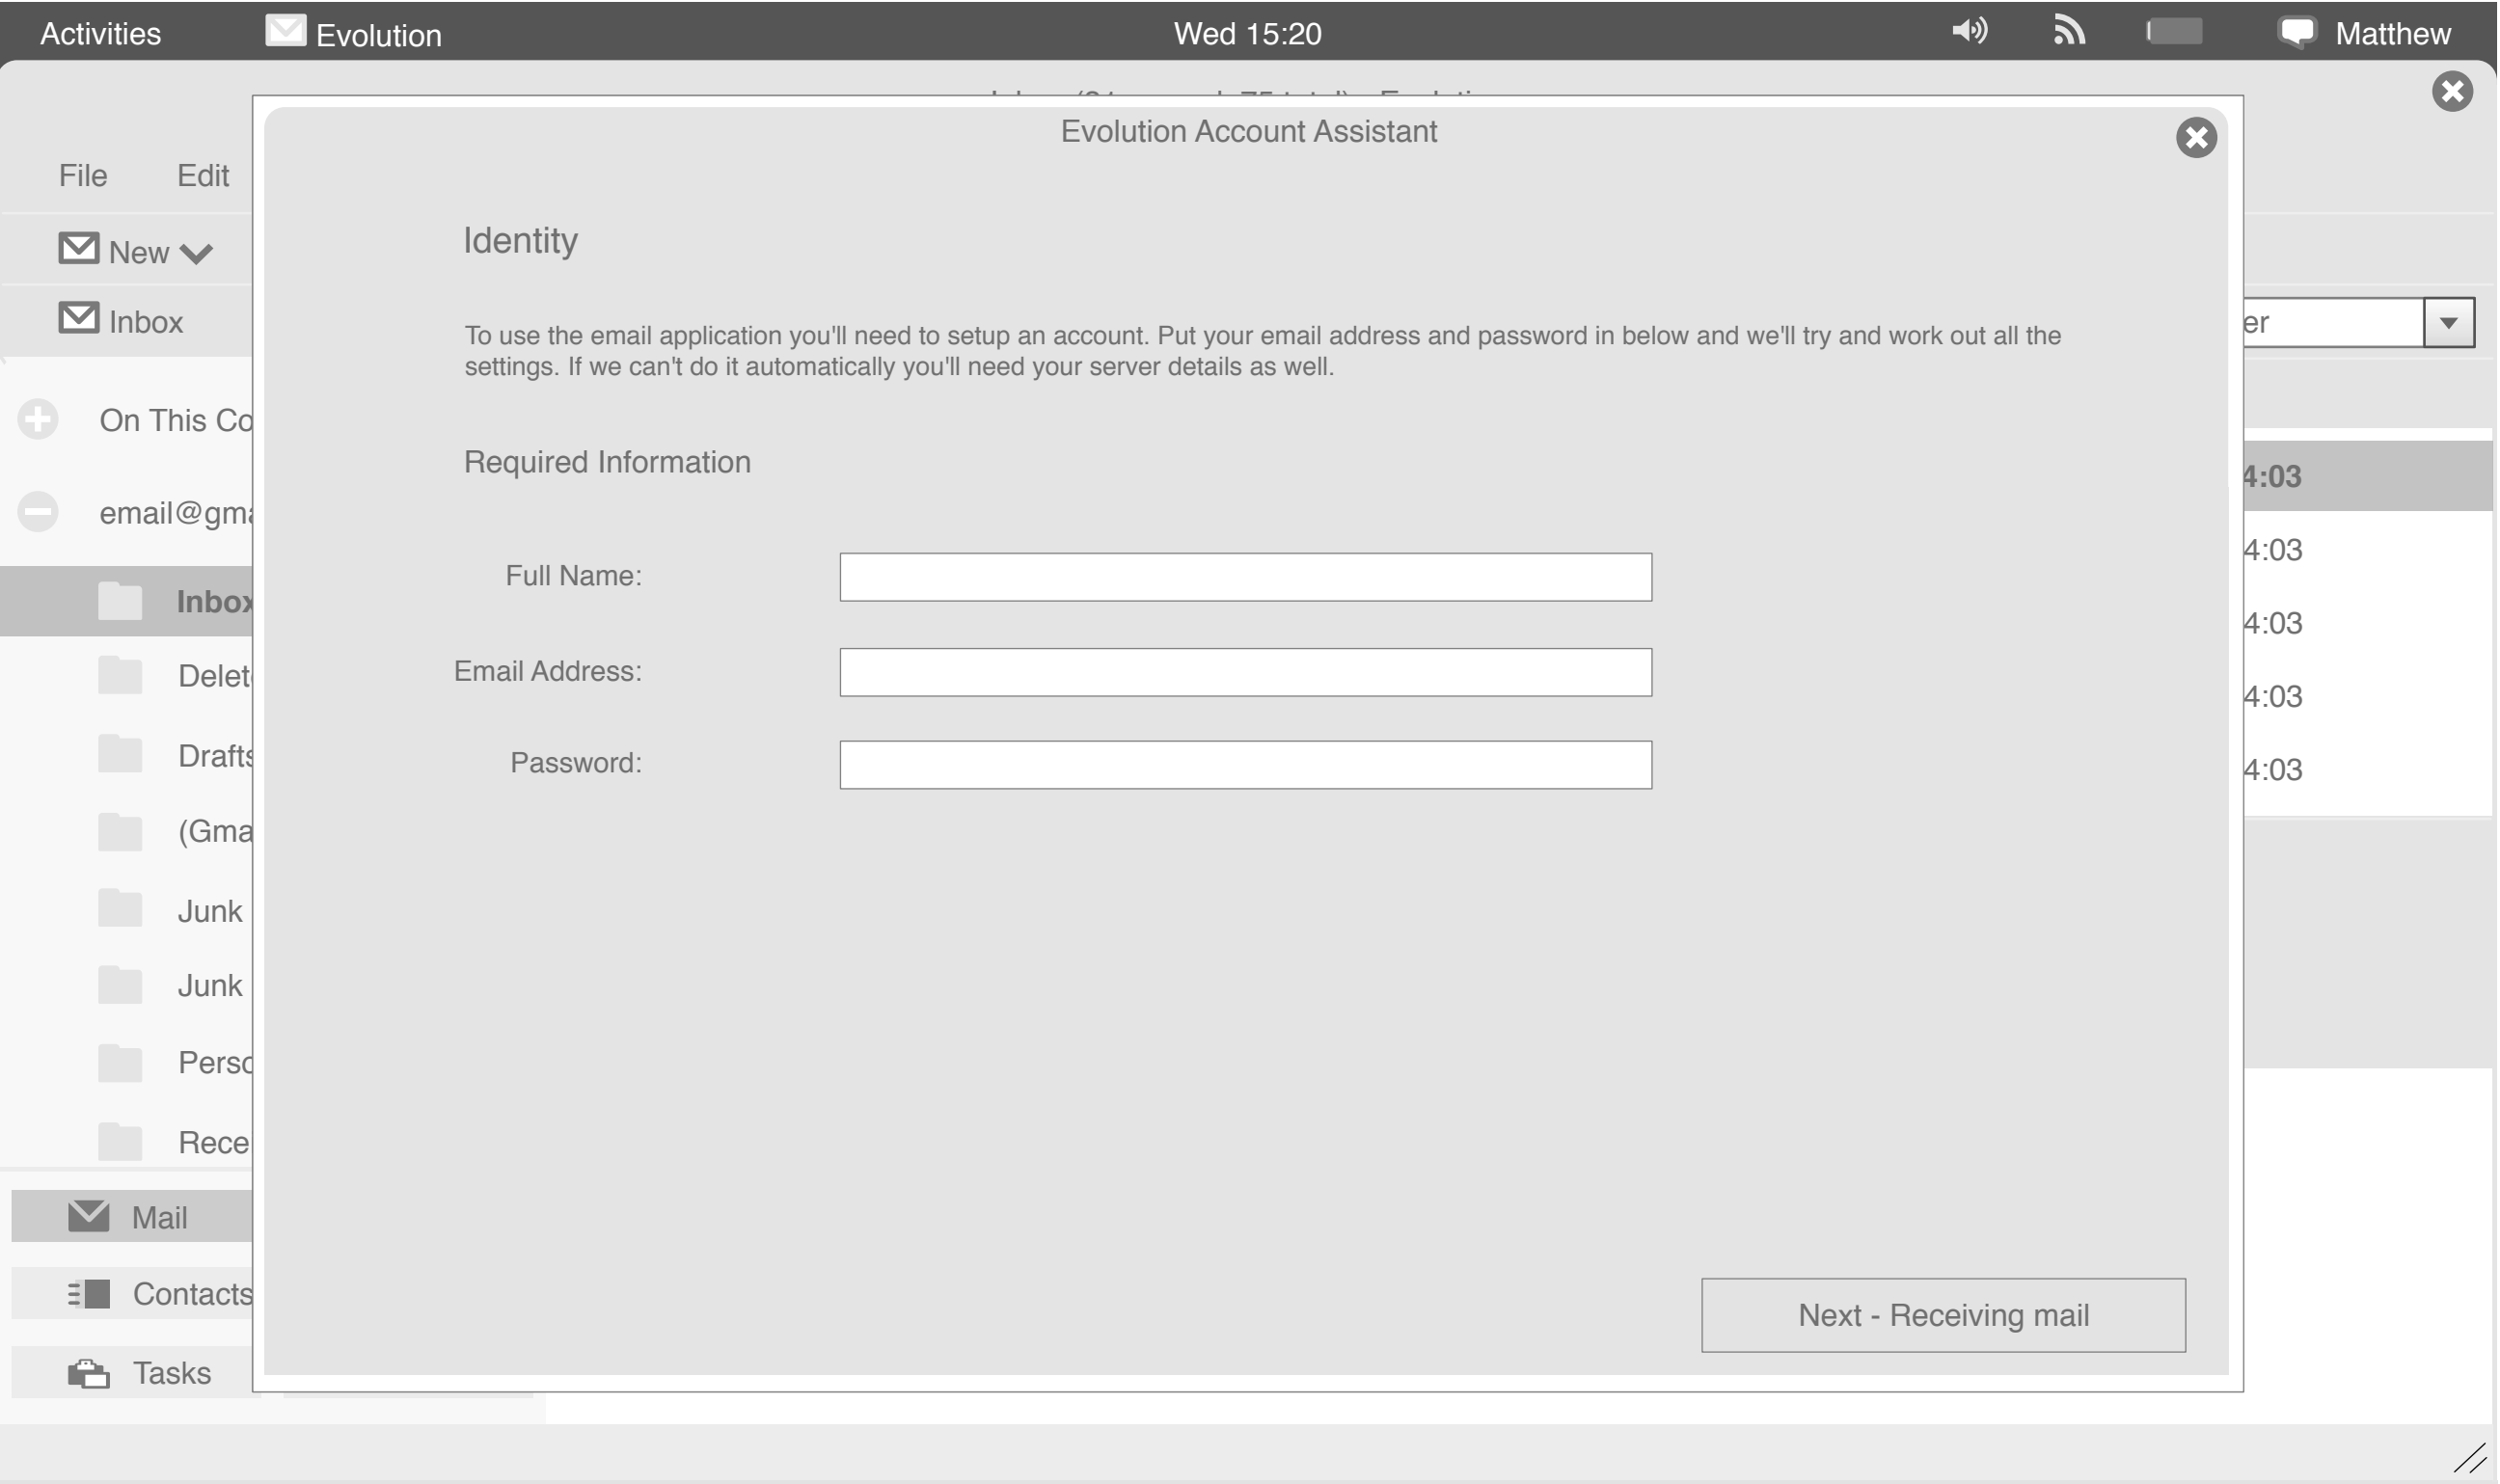 Activities
Evolution
Wed 15:20
Matthew
Evolution Account Assistant
File Edit
Identity
New
Inbox
To use the email application you'll need to setup an account. Put your email address and password in below and we'll try and work out all the
settings. If we can't do it automatically you'll need your server details as well.
er
On This Co
Required Information
4:03
email@gma
Full Name:
4:03
Inbox
4:03
Email Address:
Delet
4:03
Drafts
Password:
4:03
(Gma
Junk
Junk
Perso
Rece
Mail
Contacts
Next - Receiving mail
Tasks